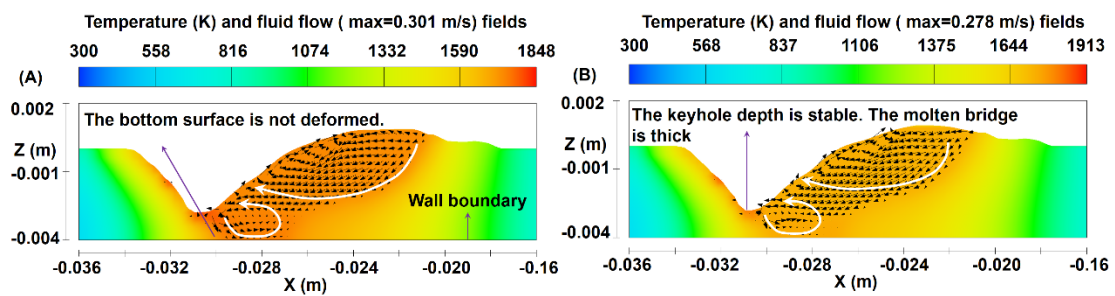 Temperature (K) and fluid flow ( max=0.301 m/s) fields
300 558 816 1074 1332 1590 1848
(A)
0.002
The bottom surface is not deformed.
Z (m)
-0.001
Wall boundary
-0.004
-0.036 -0.032 -0.028 -0.024 -0.020 -0.16
X (m)
Temperature (K) and fluid flow ( max=0.278 m/s) fields
300 568 837 1106 1375 1644 1913
(B)
0.002
The keyhole depth is stable. The molten bridge
is thick
Z (m)
-0.001
-0.004
-0.036 -0.032 -0.028 -0.024 -0.020 -0.16
X (m)